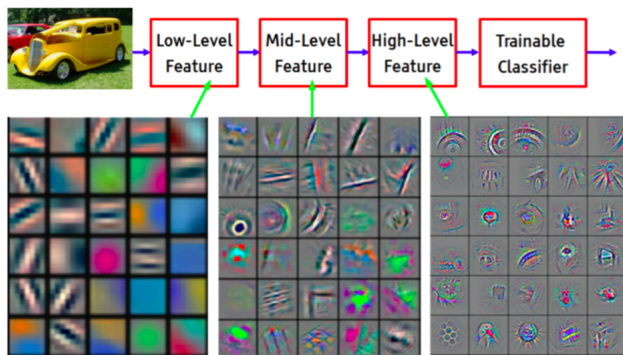 Low-Level
Feature
Mid-Level
Feature
High-Level
Feature
Trainable
Classifier